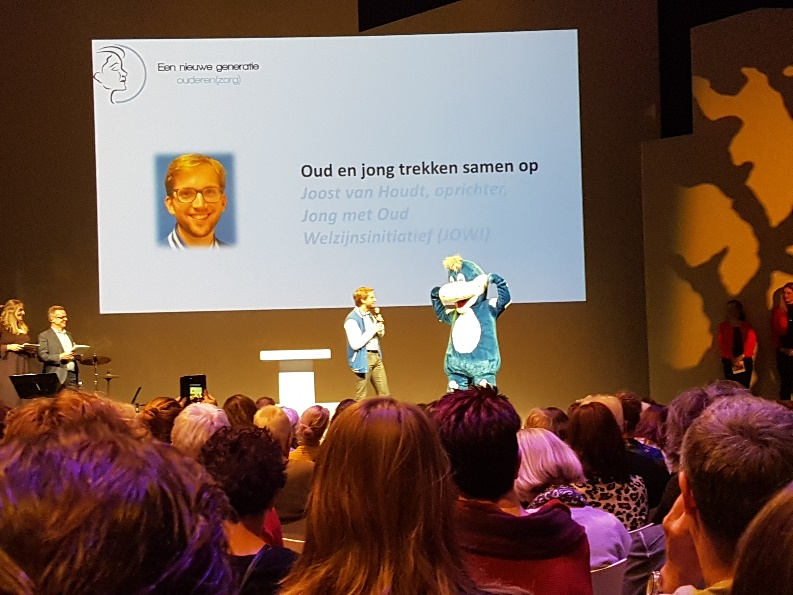 Een nieuwe generatie
ouderen(zorg)
Oud en jong trekken samen op
Joost van Houdt, oprichter,
Jong met Oud
Welzijnsinitiatief (JOWI)